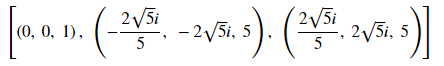 [(0, 0, 1), (-2√5i/5, -2√5i, 5), (2√5i/5, 2√5i, 5)]